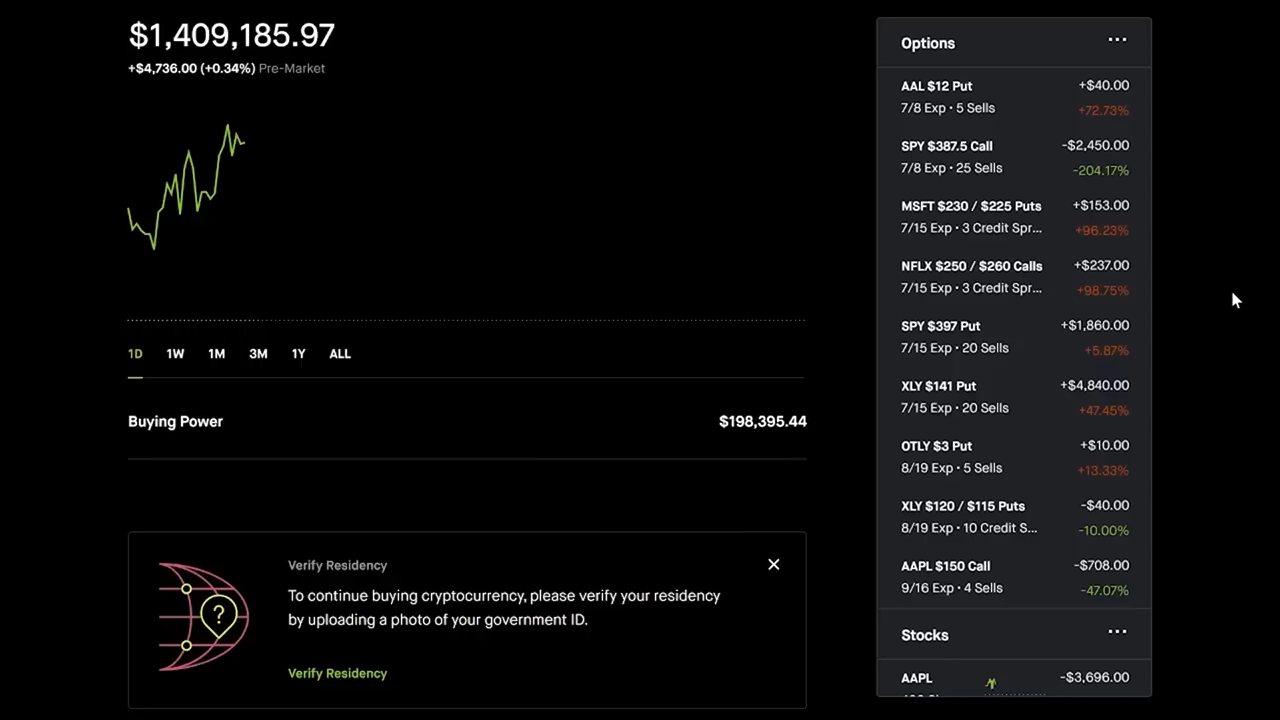 $1,409,185.97
+$4,736.00 (+0.34%) Pre-Market
1D 1W 1M 3M 1Y ALL
Buying Power $198,395.44
Verify Residency
To continue buying cryptocurrency, please verify your residency
by uploading a photo of your government ID.
Verify Residency
?
Options
AAL $12 Put +$40.00
7/8 Exp • 5 Sells +72.73%
SPY $387.5 Call -$2,450.00
7/8 Exp • 25 Sells -204.17%
MSFT $230 / $225 Puts +$153.00
7/15 Exp • 3 Credit Spr... +96.23%
NFLX $250 / $260 Calls +$237.00
7/15 Exp • 3 Credit Spr... +98.75%
SPY $397 Put +$1,860.00
7/15 Exp • 20 Sells +5.87%
XLY $141 Put +$4,840.00
7/15 Exp • 20 Sells +47.45%
OTLY $3 Put +$10.00
8/19 Exp • 5 Sells +13.33%
XLY $120 / $115 Puts -$40.00
8/19 Exp • 10 Credit S... -10.00%
AAPL $150 Call -$708.00
9/16 Exp • 4 Sells -47.07%
Stocks
AAPL -$3,696.00